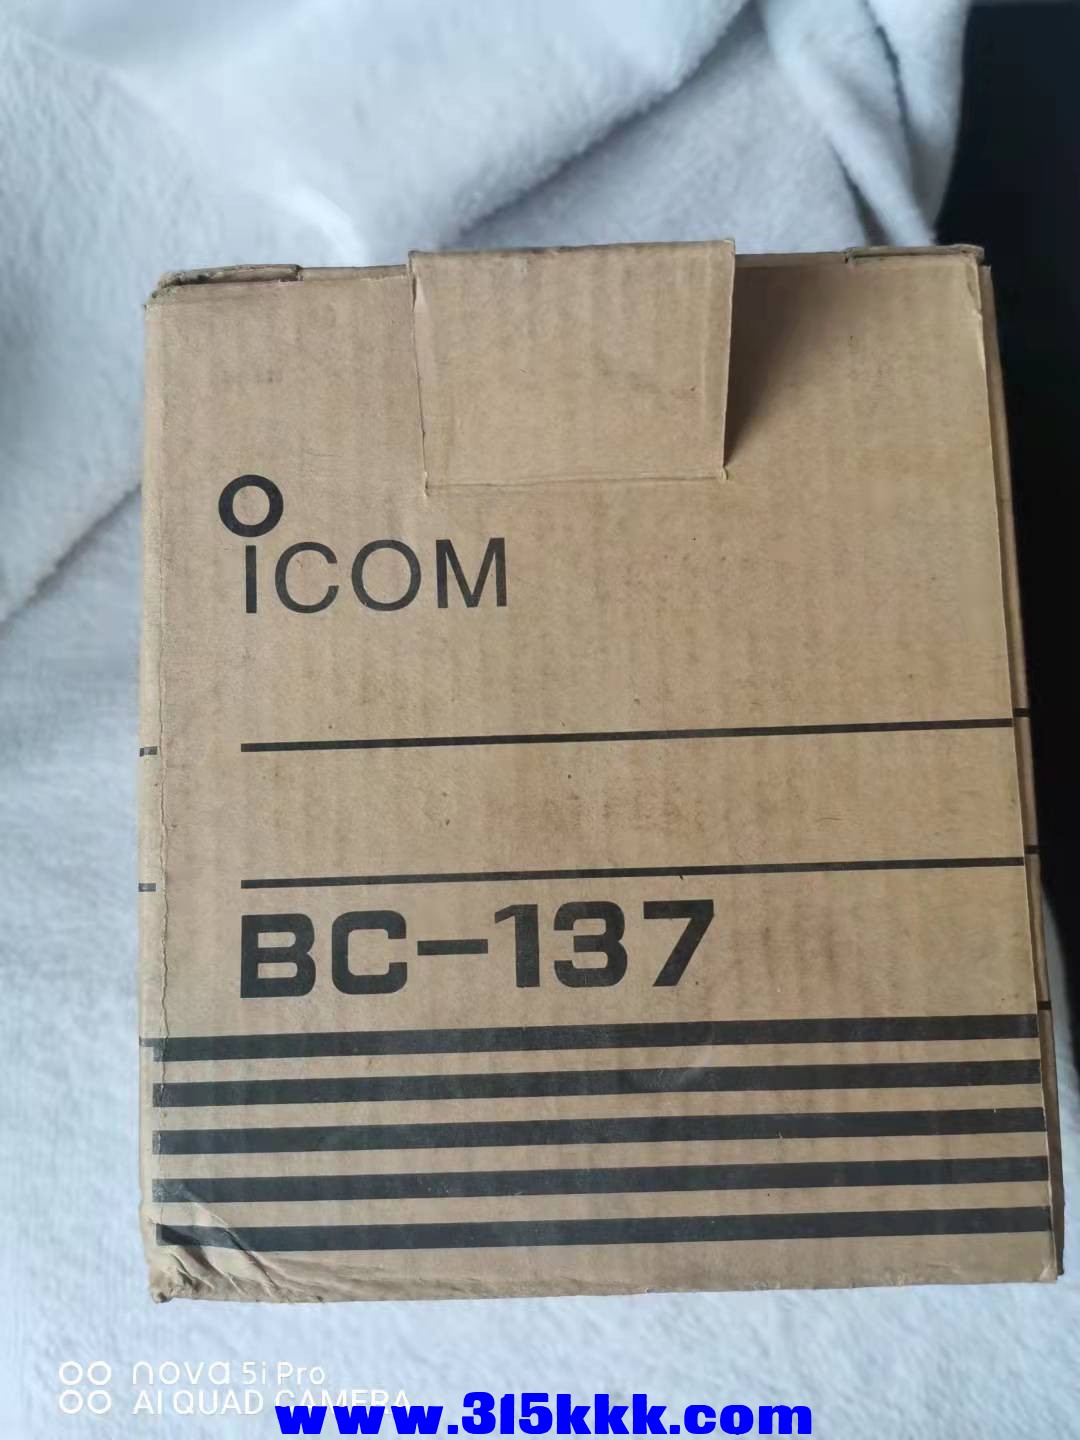 ICOM
BC-137
nova 5i Pro
AI QUAD CAMERA
www.315kkk.com